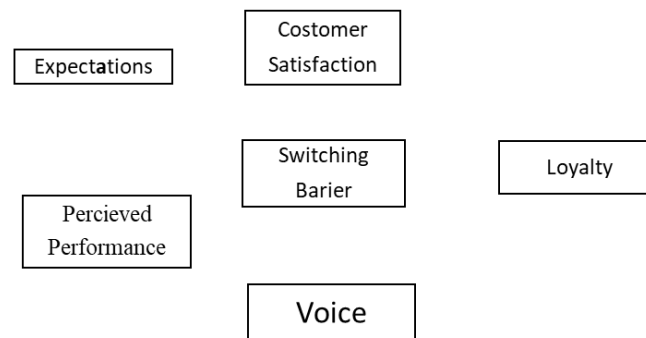 Expectations
Costomer
Satisfaction
Switching
Barier
Loyalty
Percieved
Performance
Voice